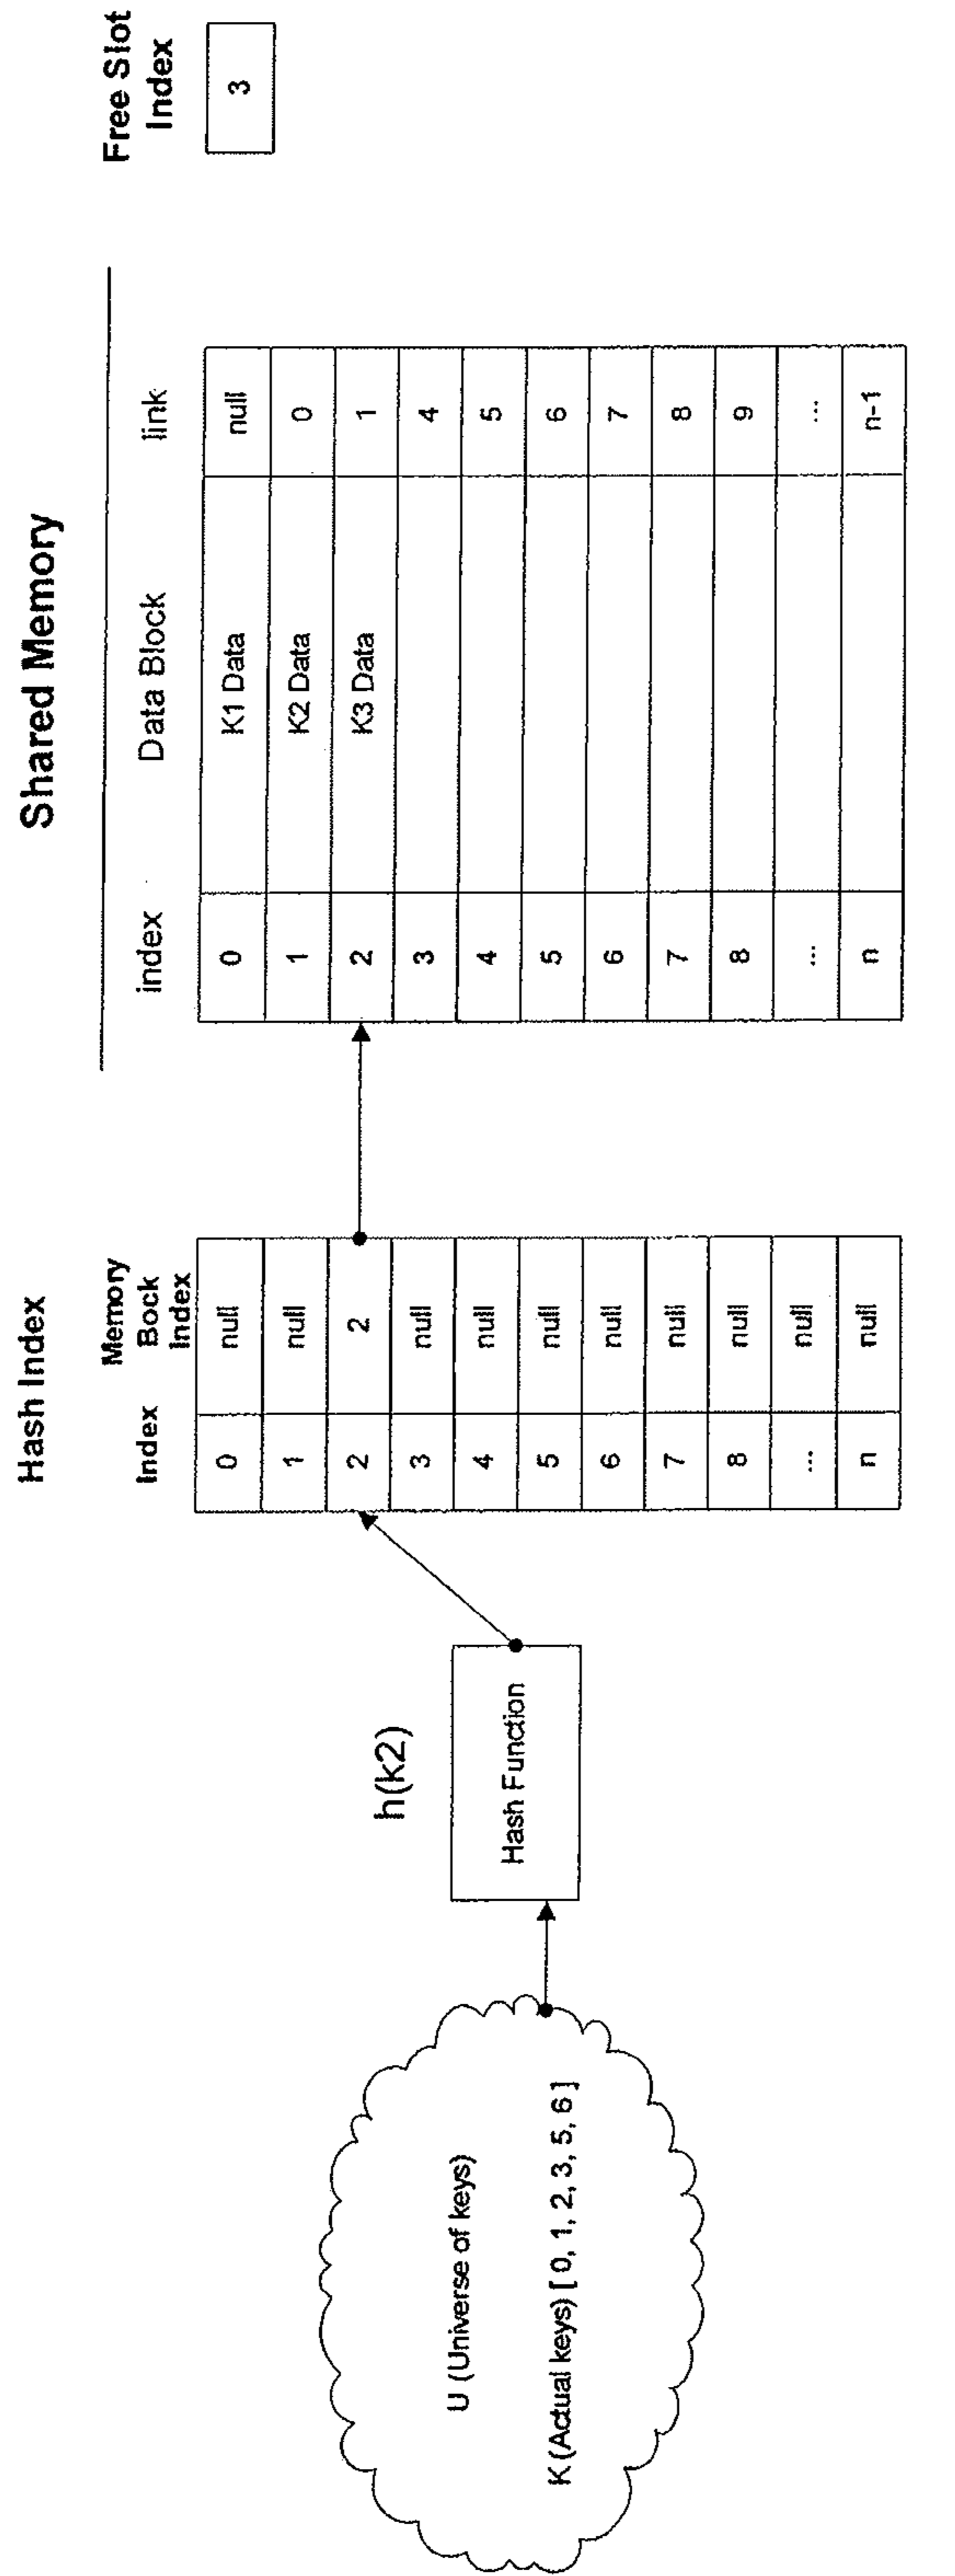 U (Universe of keys)
K (Actual keys) [ 0, 1, 2, 3, 5, 6 ]
h(k2)
Hash Function
Hash Index
Index Memory
Bock
Index
0 null
1 null
2 2
3 null
4 null
5 null
6 null
7 null
8 null
... null
n null
Shared Memory
index Data Block link
0 K1 Data null
1 K2 Data 0
2 K3 Data 1
3 4
4 5
5 6
6 7
7 8
8 9
... ...
n n-1
Free Slot
Index
3